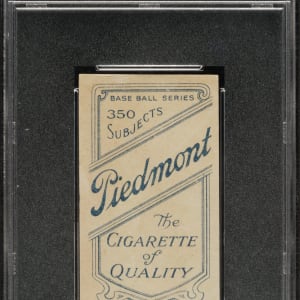 BASE BALL SERIES
350
SUBJECTS
Piedmont
The
CIGARETTE
of
QUALITY